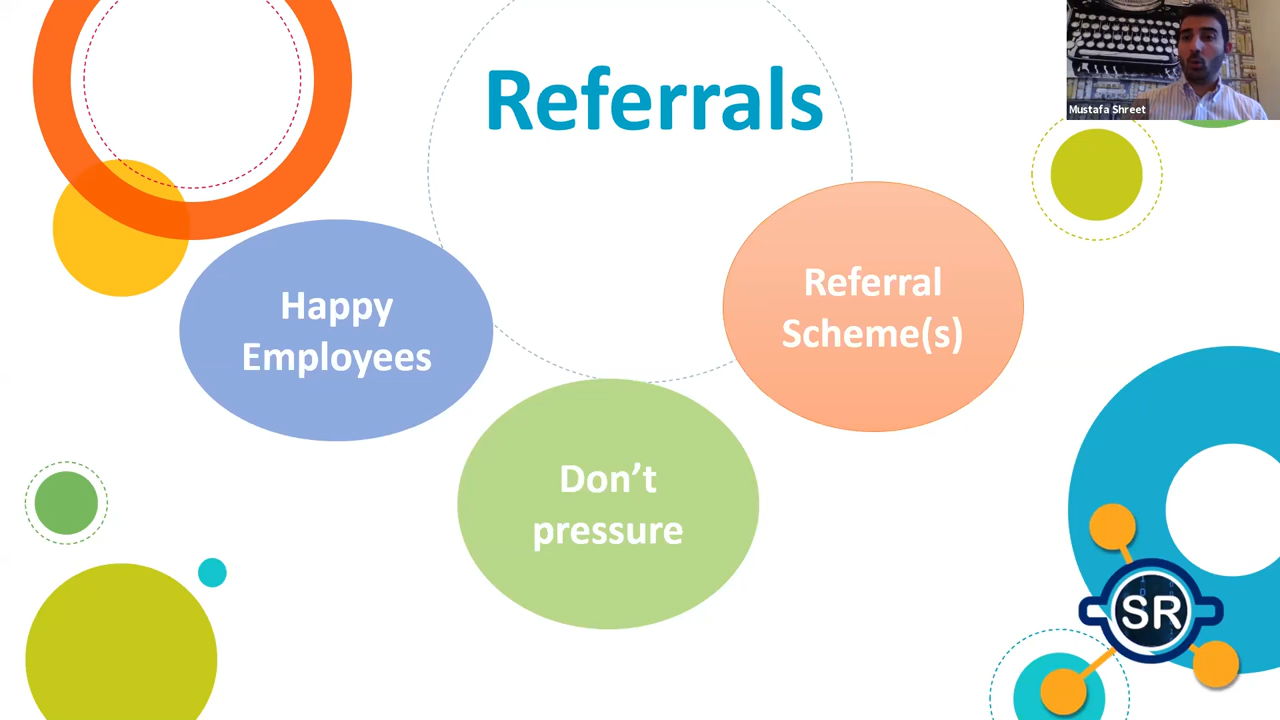 Referrals
Mustafa Shreet
Happy
Employees
Referral
Scheme(s)
Don’t
pressure
SR